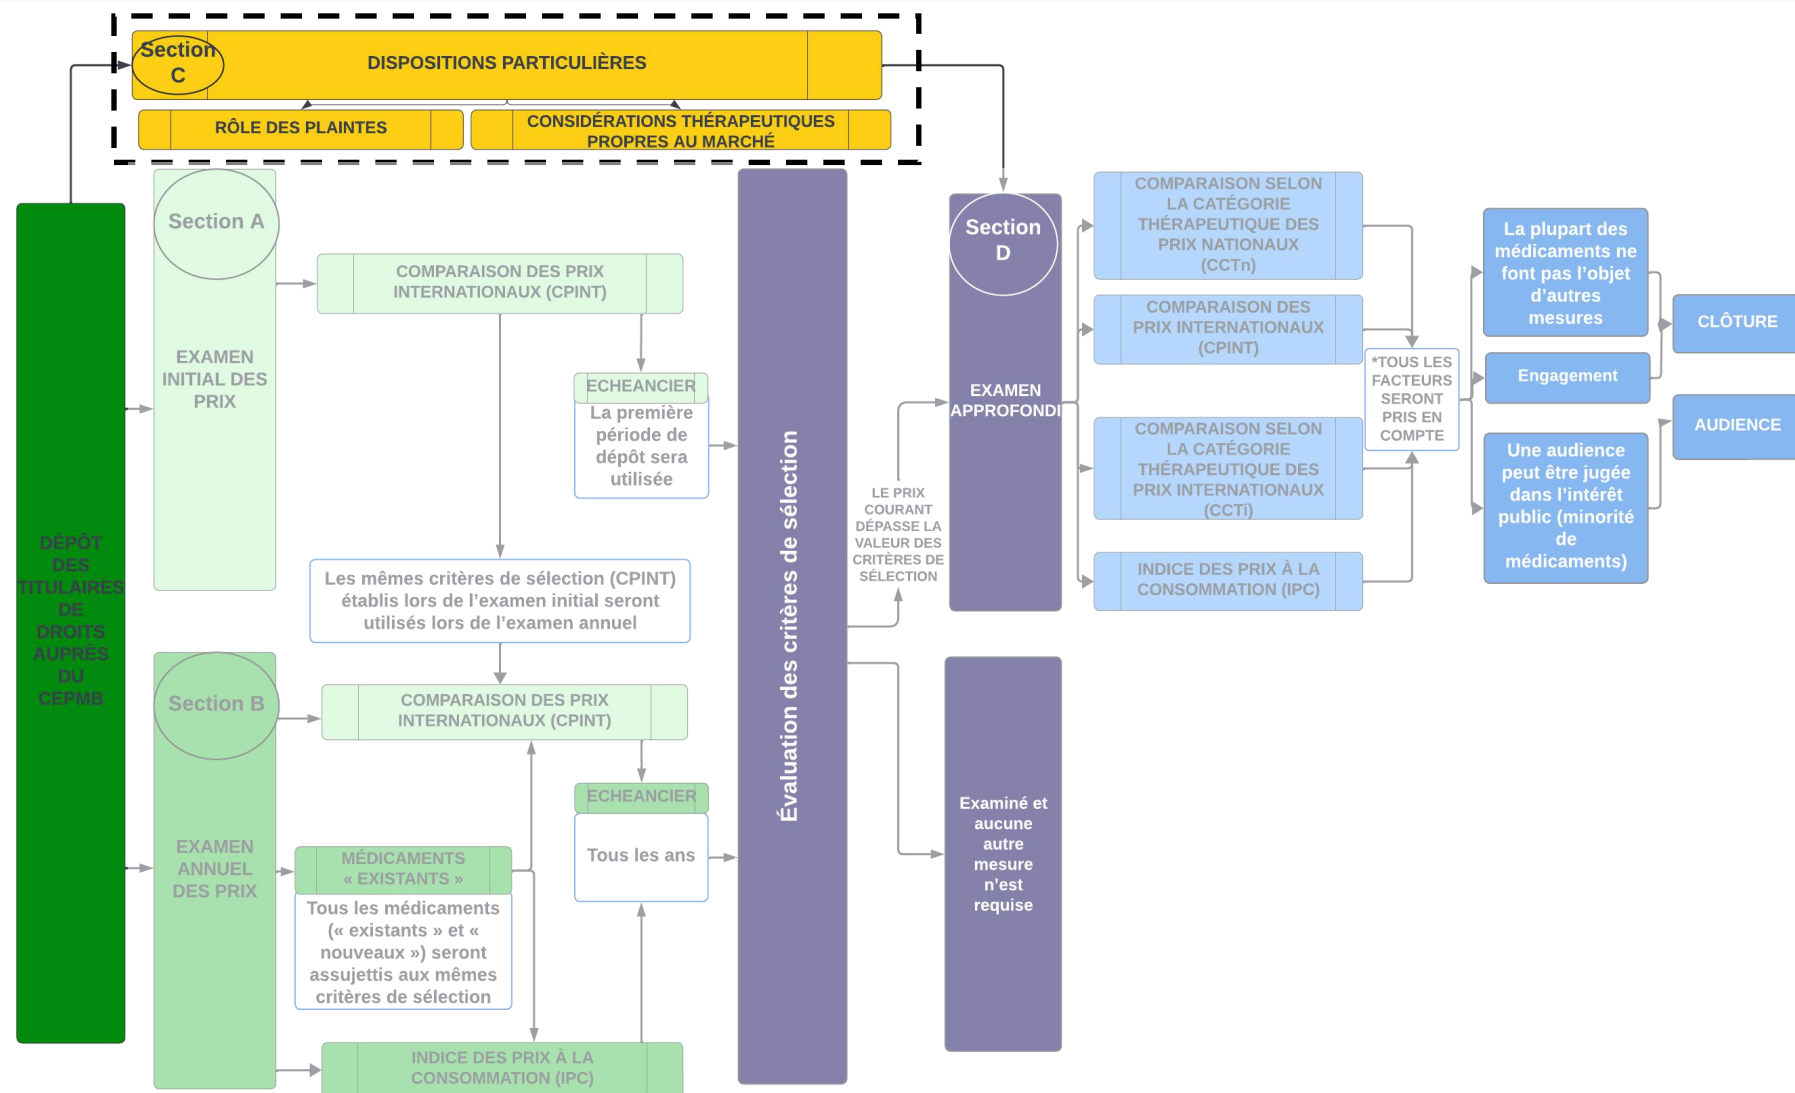 Section
C
DISPOSITIONS PARTICULIÈRES
RÔLE DES PLAINTES
CONSIDÉRATIONS THÉRAPEUTIQUES
PROPRES AU MARCHÉ
DÉPÔT
DES
TITULAIRES
DE
DROITS
AUPRÉS
DU
CEPMB
Section A
EXAMEN
INITIAL DES
PRIX
COMPARAISON DES PRIX
INTERNATIONAUX (CPINT)
ECHEANCIER
La première
période de
dépôt sera
utilisée
Les mêmes critères de sélection (CPINT)
établis lors de l’examen initial seront
utilisés lors de l’examen annuel
Section B
EXAMEN
ANNUEL
DES PRIX
COMPARAISON DES PRIX
INTERNATIONAUX (CPINT)
ECHEANCIER
Tous les ans
MÉDICAMENTS
« EXISTANTS »
Tous les médicaments
(« existants » et «
nouveaux ») seront
assujettis aux mêmes
critères de sélection
INDICE DES PRIX À LA
CONSOMMATION (IPC)
Évaluation des critères de sélection
LE PRIX
COURANT
DÉPASSE LA
VALEUR DES
CRITÈRES DE
SÉLECTION
Section
D
EXAMEN
APPROFONDI
Examiné et
aucune
autre
mesure
n’est
requise
COMPARAISON SELON
LA CATÉGORIE
THÉRAPEUTIQUE DES
PRIX NATIONAUX
(CCTn)
COMPARAISON DES
PRIX INTERNATIONAUX
(CPINT)
COMPARAISON SELON
LA CATÉGORIE
THÉRAPEUTIQUE DES
PRIX INTERNATIONAUX
(CCTi)
INDICE DES PRIX À LA
CONSOMMATION (IPC)
*TOUS LES
FACTEURS
SERONT
PRIS EN
COMPTE
La plupart des
médicaments ne
font pas l’objet
d’autres
mesures
Engagement
Une audience
peut être jugée
dans l’intérêt
public (minorité
de
médicaments)
CLÔTURE
AUDIENCE